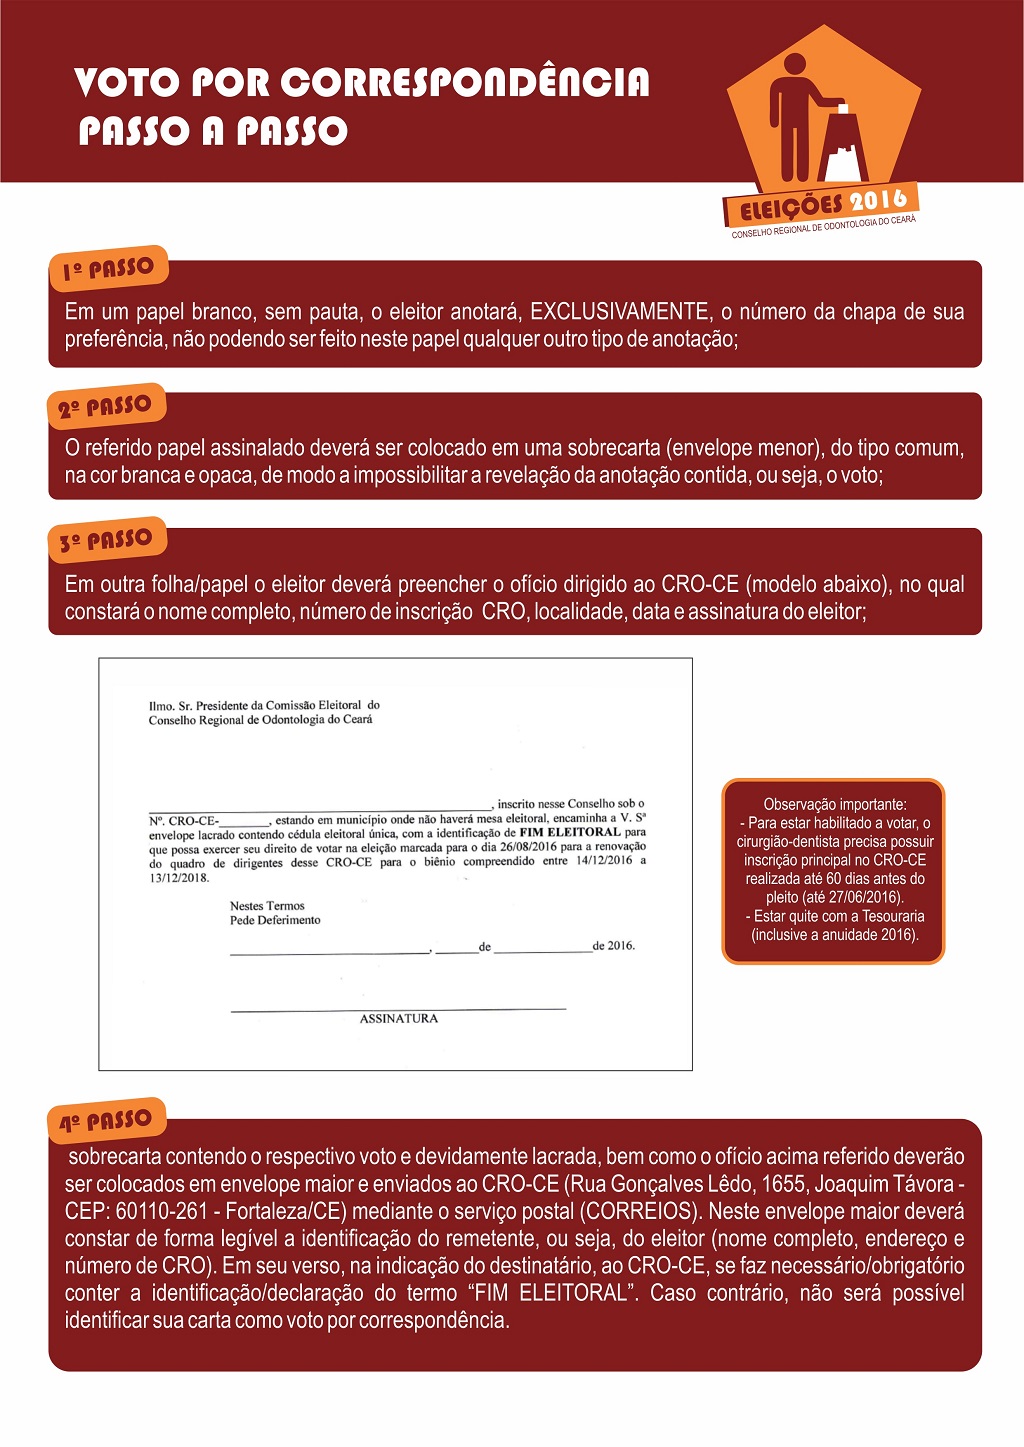 VOTO POR CORRESPONDÊNCIA
PASSO A PASSO
ELEIÇÕES 2016
CONSELHO REGIONAL DE ODONTOLOGIA DO CEARÁ
1º PASSO
Em um papel branco, sem pauta, o eleitor anotará, EXCLUSIVAMENTE, o número da chapa de sua
preferência, não podendo ser feito neste papel qualquer outro tipo de anotação;
2º PASSO
O referido papel assinalado deverá ser colocado em uma sobrecarta (envelope menor), do tipo comum,
na cor branca e opaca, de modo a impossibilitar a revelação da anotação contida, ou seja, o voto;
3º PASSO
Em outra folha/papel o eleitor deverá preencher o ofício dirigido ao CRO-CE (modelo abaixo), no qual
constará o nome completo, número de inscrição CRO, localidade, data e assinatura do eleitor;
Ilmo. Sr. Presidente da Comissão Eleitoral do
Conselho Regional de Odontologia do Ceará
____________________, inscrito nesse Conselho sob o
Nº. CRO-CE-________, estando em município onde não haverá mesa eleitoral, encaminha a V. Sª
envelope lacrado contendo cédula eleitoral única, com a identificação de FIM ELEITORAL para
que possa exercer seu direito de votar na eleição marcada para o dia 26/08/2016 para a renovação
do quadro de dirigentes desse CRO-CE para o biênio compreendido entre 14/12/2016 a
13/12/2018.
Nestes Termos
Pede Deferimento
____________________, _______de ________________de 2016.
ASSINATURA
Observação importante:
- Para estar habilitado a votar, o
cirurgião-dentista precisa possuir
inscrição principal no CRO-CE
realizada até 60 dias antes do
pleito (até 27/06/2016).
- Estar quite com a Tesouraria
(inclusive a anuidade 2016).
4º PASSO
sobrecarta contendo o respectivo voto e devidamente lacrada, bem como o ofício acima referido deverão
ser colocados em envelope maior e enviados ao CRO-CE (Rua Gonçalves Lêdo, 1655, Joaquim Távora -
CEP: 60110-261 - Fortaleza/CE) mediante o serviço postal (CORREIOS). Neste envelope maior deverá
constar de forma legível a identificação do remetente, ou seja, do eleitor (nome completo, endereço e
número de CRO). Em seu verso, na indicação do destinatário, ao CRO-CE, se faz necessário/obrigatório
conter a identificação/declaração do termo “FIM ELEITORAL”. Caso contrário, não será possível
identificar sua carta como voto por correspondência.